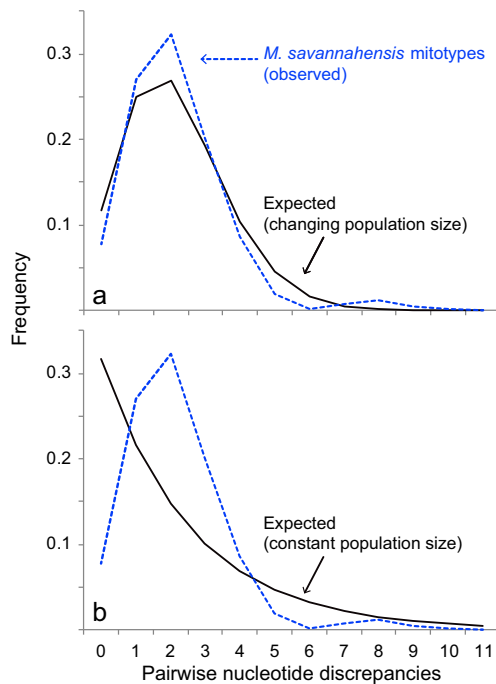 0.3
M. savannahensis mitotypes
(observed)
0.2
Expected
(changing population size)
0.1
a
Frequency
0.3
0.2
Expected
(constant population size)
0.1
b
0 1 2 3 4 5 6 7 8 9 10 11
Pairwise nucleotide discrepancies